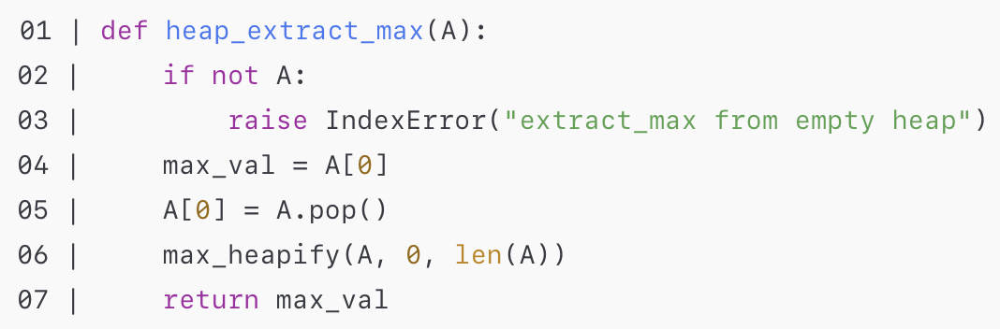 01 | def heap_extract_max(A):
02 |     if not A:
03 |         raise IndexError("extract_max from empty heap")
04 |     max_val = A[0]
05 |     A[0] = A.pop()
06 |     max_heapify(A, 0, len(A))
07 |     return max_val